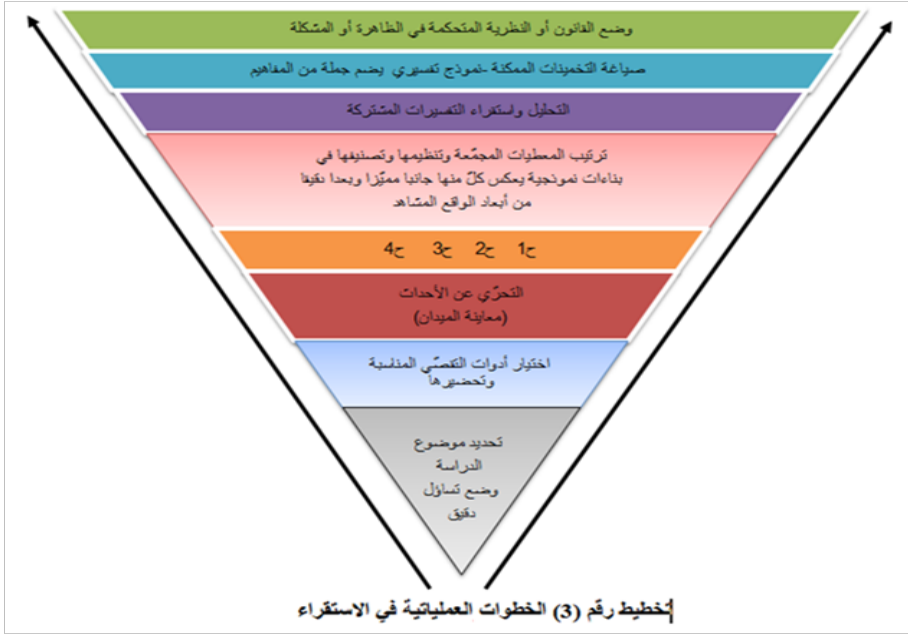 وضع القانون أو النظرية المتحكمة في الظاهرة أو المشكلة
صياغة التخمينات الممكنة -نموذج تفسيري يضم جملة من المفاهيم
التحليل واستقراء التفسيرات المشتركة
ترتيب المعطيات المجمّعة وتنظيمها وتصنيفها في
بناءات نموذجية يعكس كلّ منها جانبا مميّزا وبعدا دقيقا
من أبعاد الواقع المشاهد
ح1 ح2 ح3 ح4
التحرّي عن الأحداث
(معاينة الميدان)
اختيار أدوات التقصّي المناسبة
وتحضيرها
تحديد موضوع
الدراسة
وضع تساؤل
دقيق
تخطيط رقم (3) الخطوات العملياتية في الاستقراء